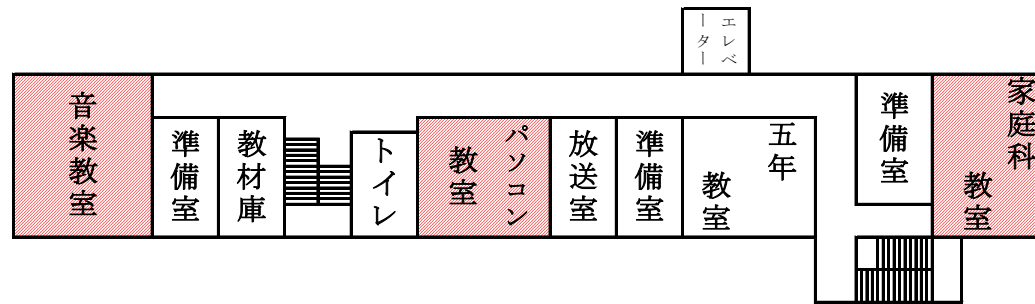 エレベーター
音楽教室
準備室
教材庫
トイレ
パソコン
教室
放送室
準備室
五年
教室
準備室
家庭科
教室